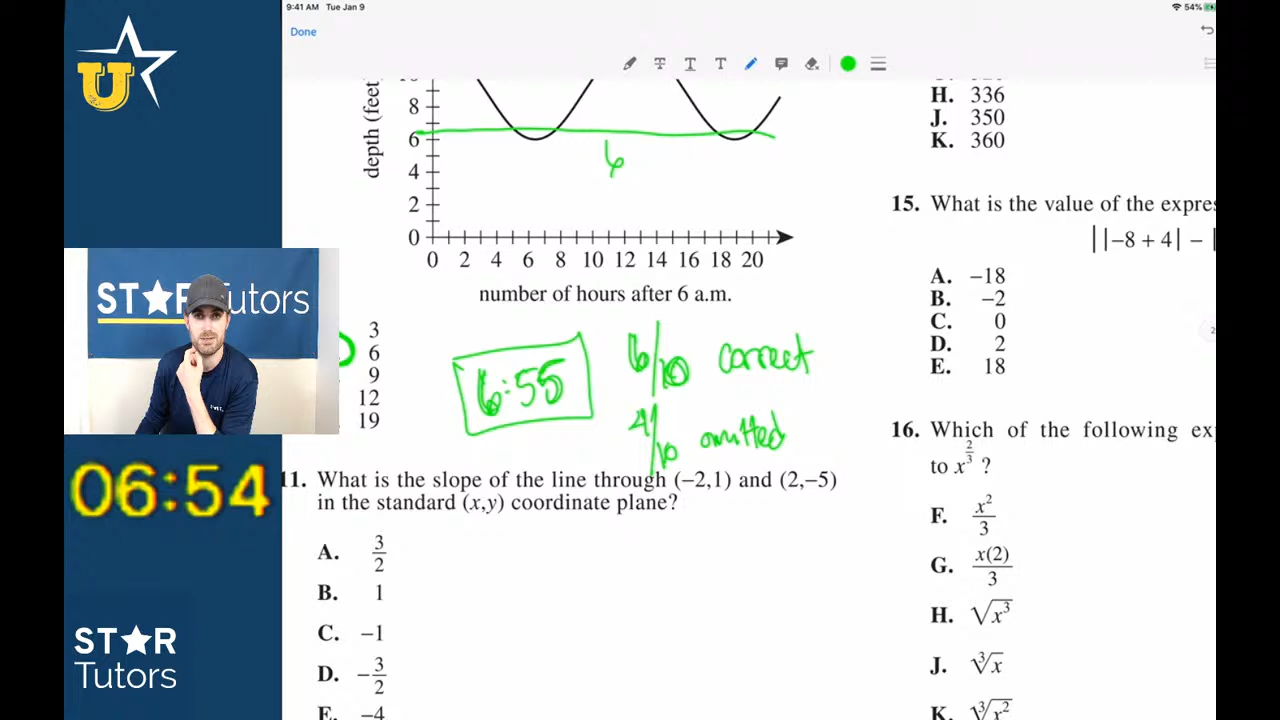 9:41 AM Tue Jan 9
54%
Done
U
depth (feet
8
6
4
2
0
0 2 4 6 8 10 12 14 16 18 20
number of hours after 6 a.m.
6
3
6
9
12
19
6:55
6/10 correct
4/10 omitted
11. What is the slope of the line through (−2,1) and (2,−5)
in the standard (x,y) coordinate plane?
A. 3/2
B. 1
C. −1
D. −3/2
E. −4
H. 336
J. 350
K. 360
15. What is the value of the expre
||−8 + 4| − |
A. −18
B. −2
C. 0
D. 2
E. 18
16. Which of the following ex
to x^(2/3) ?
F. x²/3
G. x(2)/3
H. √x³
J. ∛x
K. ∛x²
ST★R Tutors
06:54
ST★R
Tutors